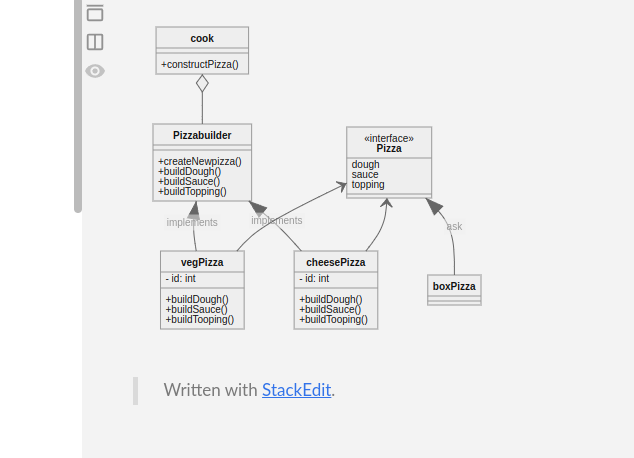 cook
+constructPizza()
Pizzabuilder
+createNewpizza()
+buildDough()
+buildSauce()
+buildTopping()
«interface»
Pizza
dough
sauce
topping
implements
implements
ask
vegPizza
- id: int
+buildDough()
+buildSauce()
+buildTooping()
cheesePizza
- id: int
+buildDough()
+buildSauce()
+buildTooping()
boxPizza
Written with StackEdit.